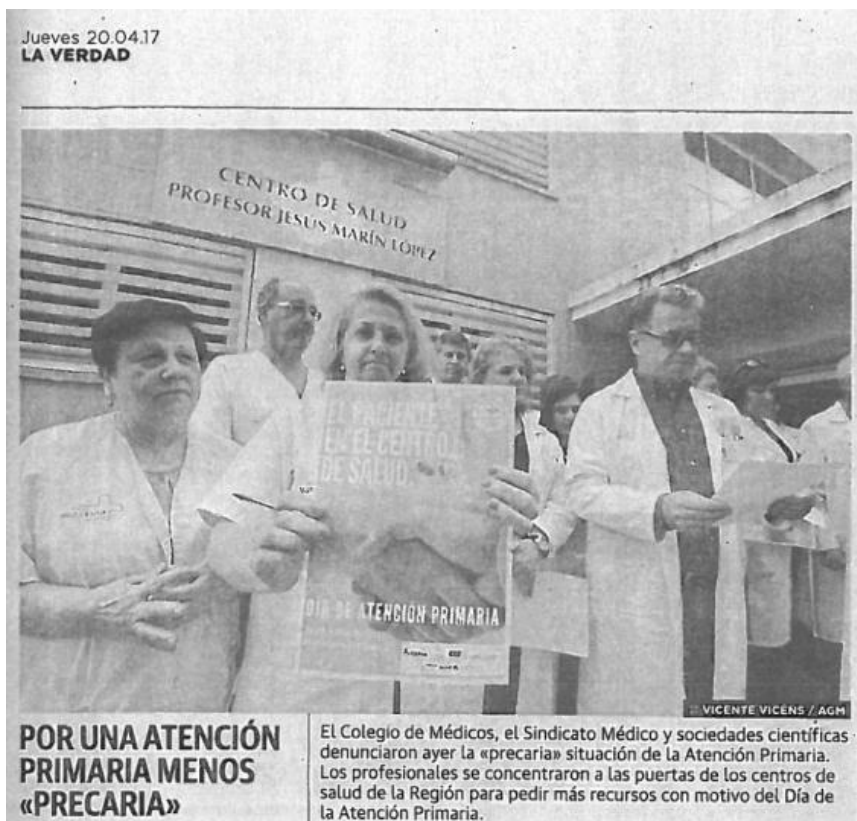 Jueves 20.04.17
LA VERDAD
CENTRO DE SALUD
PROFESOR JESUS MARÍN LÓPEZ
EL PACIENTE
EN EL CENTRO
DE SALUD
DÍA DE ATENCIÓN PRIMARIA
VICENTE VICÉNS / AGM
POR UNA ATENCIÓN
PRIMARIA MENOS
«PRECARIA»
El Colegio de Médicos, el Sindicato Médico y sociedades científicas
denunciaron ayer la «precaria» situación de la Atención Primaria.
Los profesionales se concentraron a las puertas de los centros de
salud de la Región para pedir más recursos con motivo del Día de
la Atención Primaria.